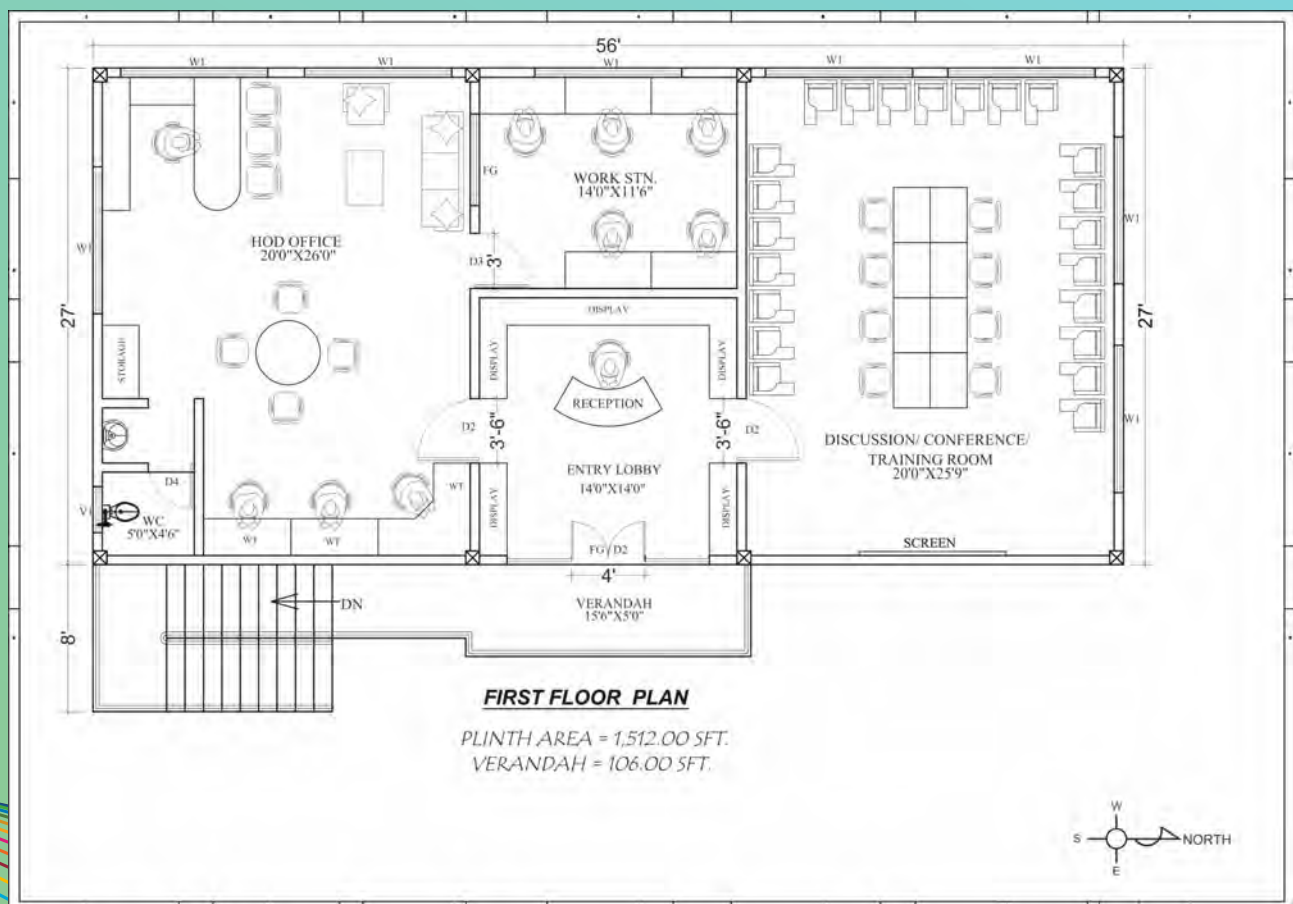 56'
W1
W1
W1
W1
W1
FG
WORK STN.
14'0"X11'6"
HOD OFFICE
20'0"X26'0"
W1
W1
D3
3'
27'
27'
DISPLAY
STORAGE
DISPLAY
DISPLAY
RECEPTION
D2
3'-6"
3'-6"
D2
W1
DISCUSSION/ CONFERENCE/
TRAINING ROOM
20'0"X25'9"
ENTRY LOBBY
14'0"X14'0"
D4
WT
DISPLAY
DISPLAY
V1
WC
5'0"X4'6"
WT
WT
FG
D2
SCREEN
4'
DN
VERANDAH
15'6"X5'0"
8'
FIRST FLOOR PLAN
PLINTH AREA = 1,512.00 SFT.
VERANDAH = 106.00 SFT.
W
S
NORTH
E